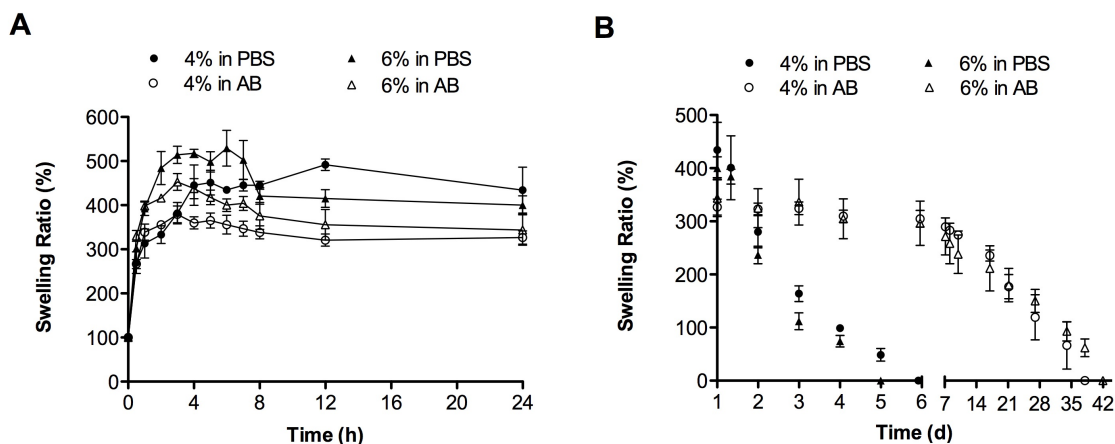 A
4% in PBS 6% in PBS
4% in AB 6% in AB
600
500
400
300
200
100
0
Swelling Ratio (%)
0 4 8 12 16 20 24
Time (h)
B
4% in PBS 6% in PBS
4% in AB 6% in AB
500
400
300
200
100
0
Swelling Ratio (%)
1 2 3 4 5 6 7 14 21 28 35 42
Time (d)